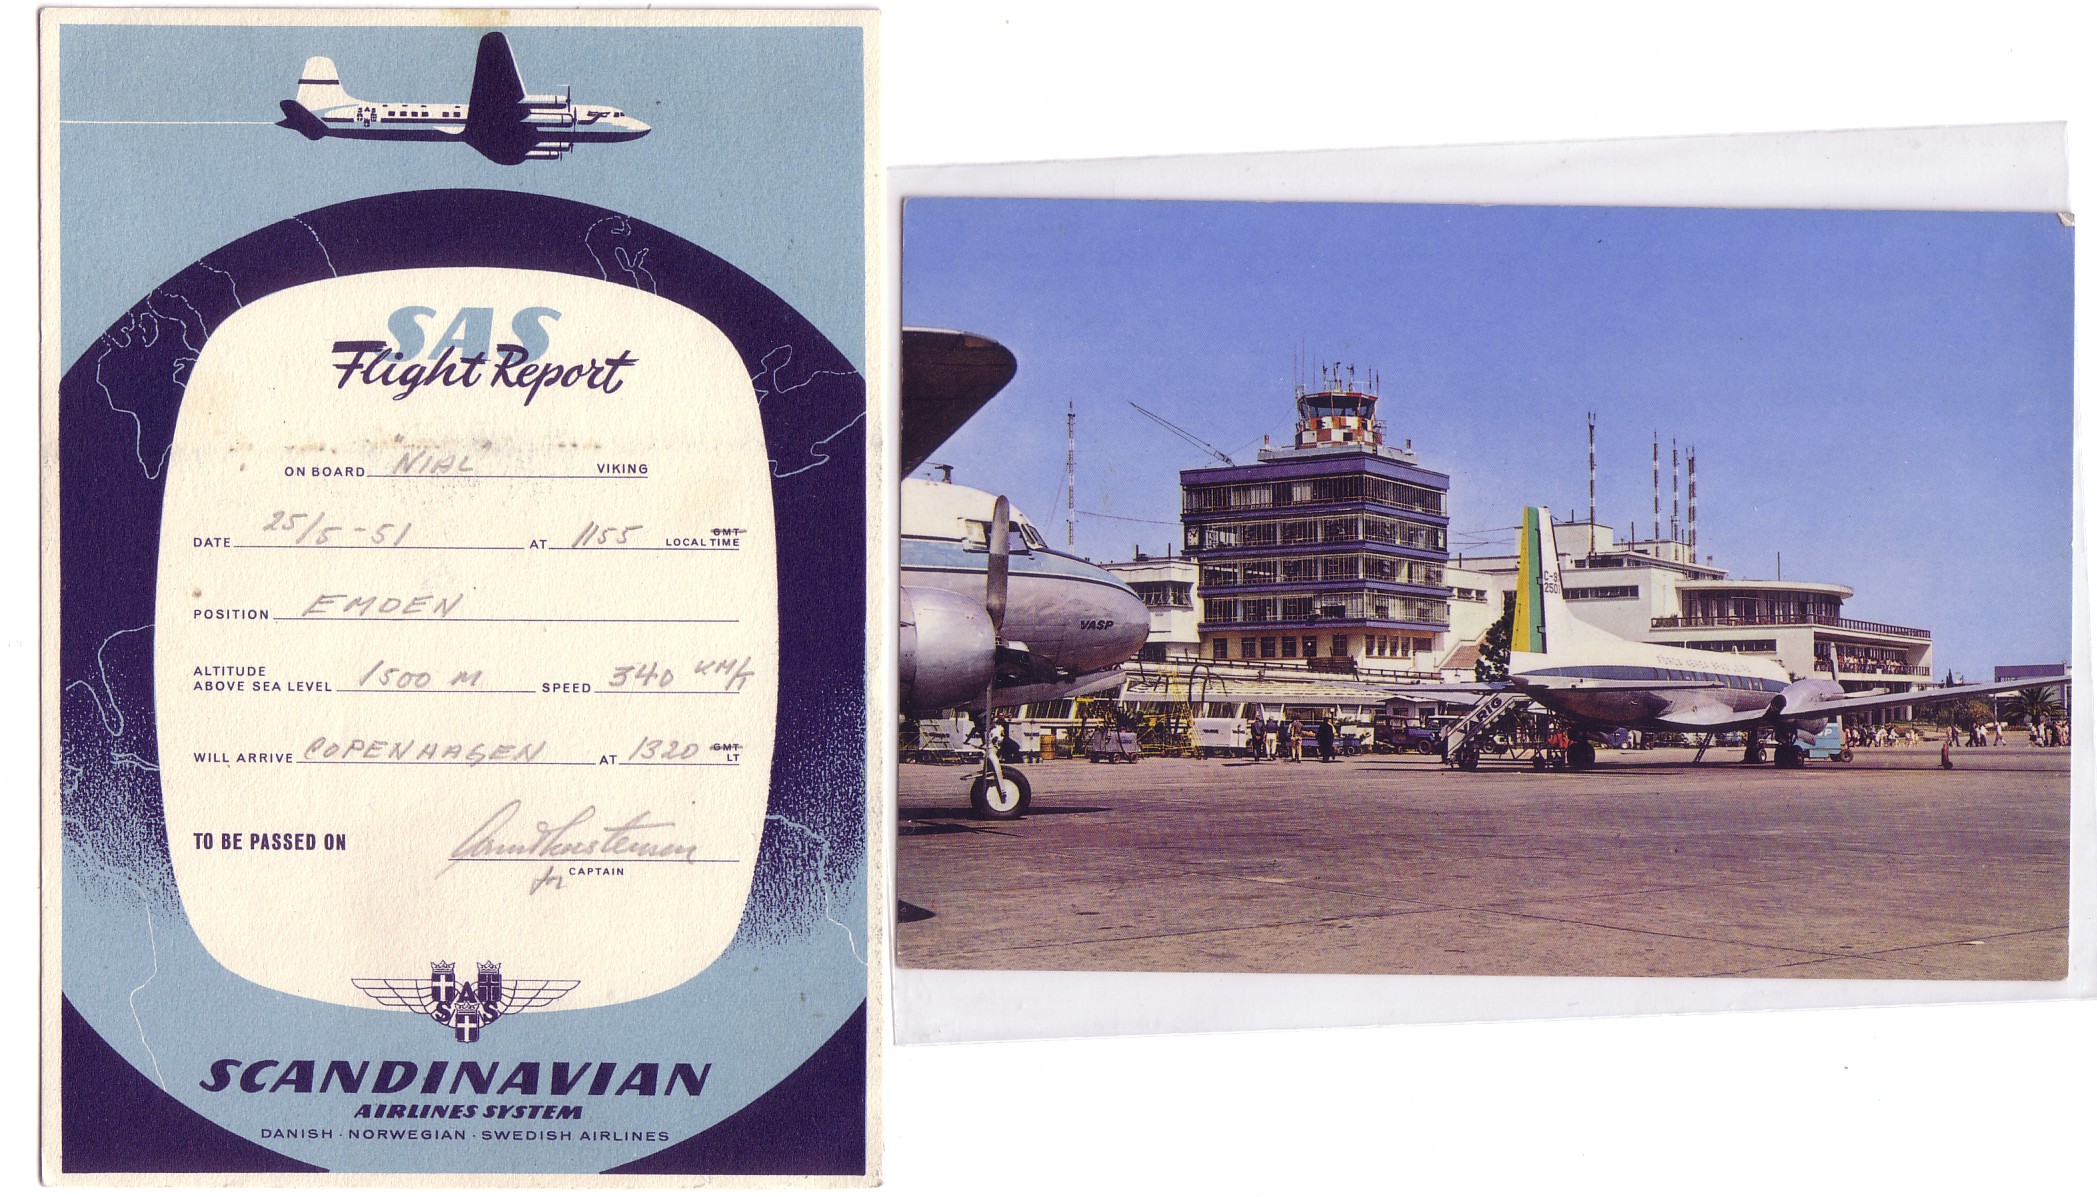 SAS
Flight Report
ON BOARD NIAL VIKING
DATE 25/5-51 AT 1155 GMT LOCAL TIME
POSITION EMDEN
ALTITUDE
ABOVE SEA LEVEL 1500 M SPEED 340 KM/T
WILL ARRIVE COPENHAGEN AT 1320 GMT LT
TO BE PASSED ON
for CAPTAIN
SAS
SCANDINAVIAN
AIRLINES SYSTEM
DANISH · NORWEGIAN · SWEDISH AIRLINES
VASP
C-9
2501
VARIG